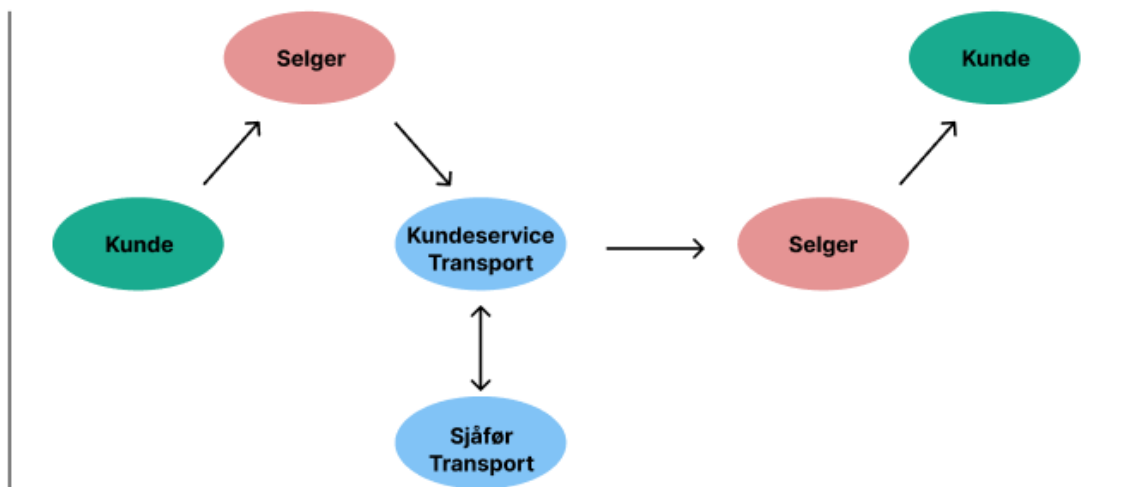 Selger
Kunde
Kunde
Kundeservice
Transport
Selger
Sjåfør
Transport